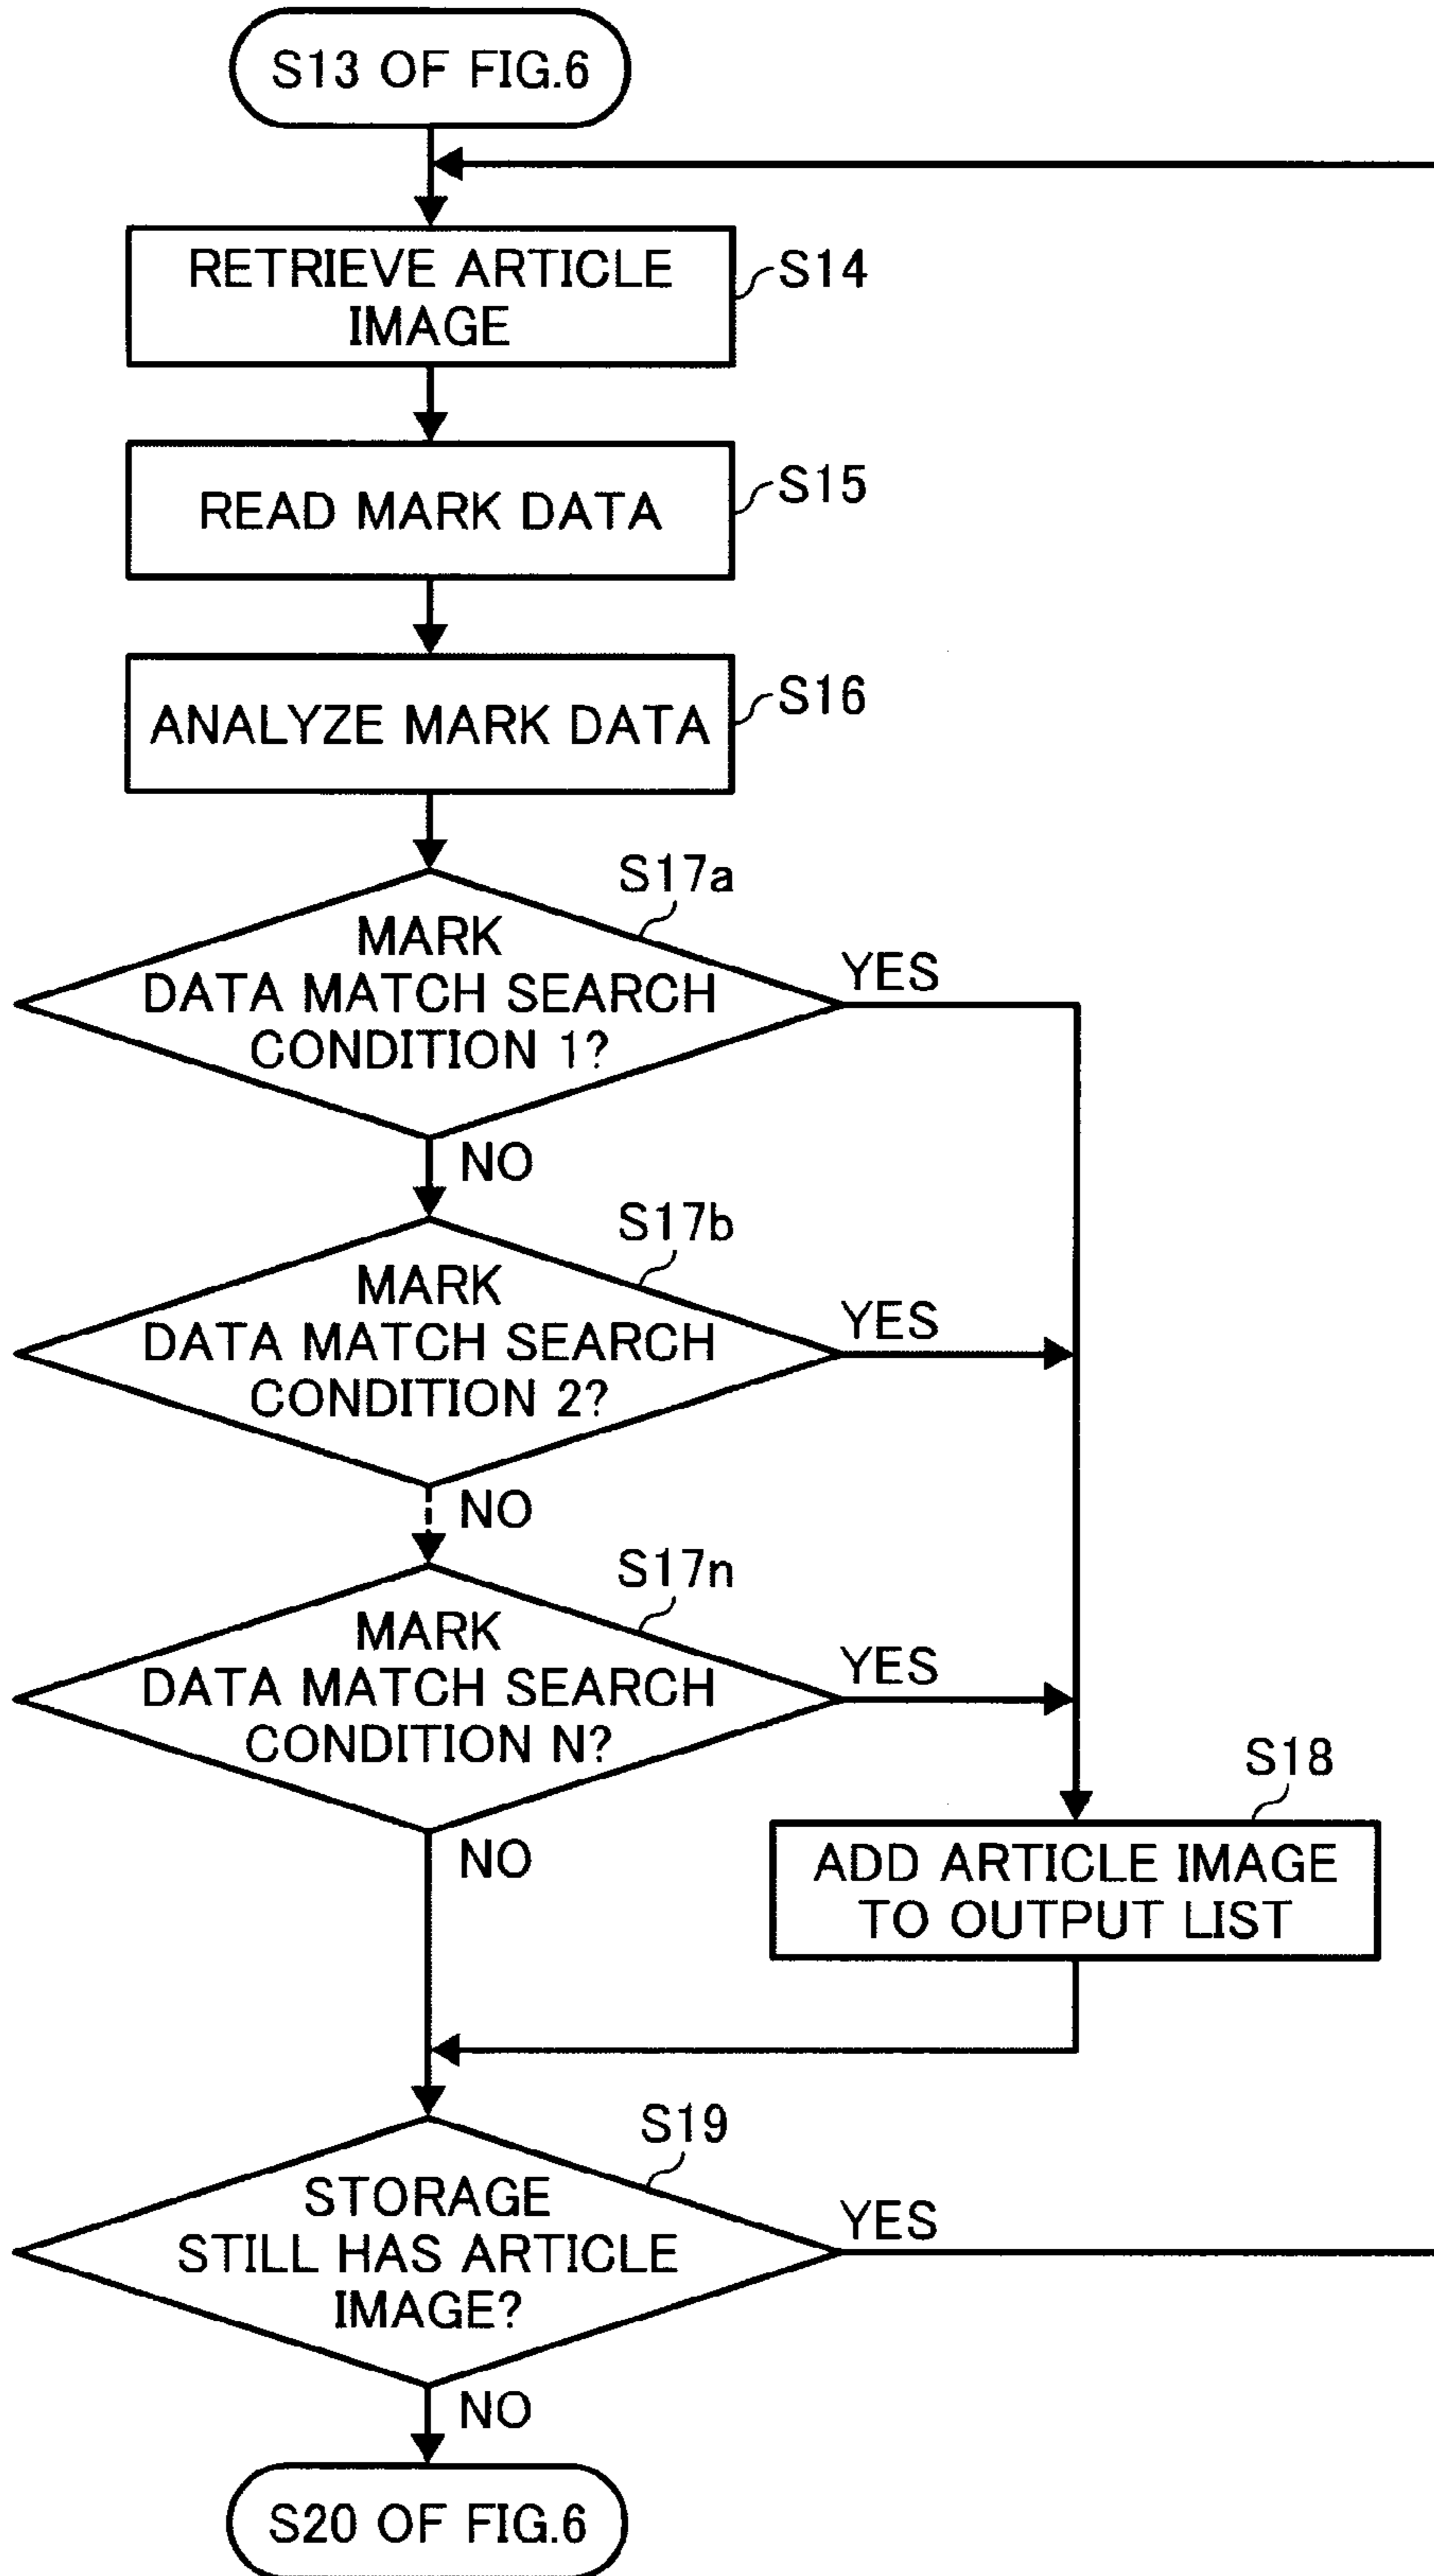 S13 OF FIG.6
RETRIEVE ARTICLE
IMAGE
S14
READ MARK DATA
S15
ANALYZE MARK DATA
S16
S17a
MARK
DATA MATCH SEARCH
CONDITION 1?
YES
NO
S17b
MARK
DATA MATCH SEARCH
CONDITION 2?
YES
NO
S17n
MARK
DATA MATCH SEARCH
CONDITION N?
YES
NO
S18
ADD ARTICLE IMAGE
TO OUTPUT LIST
S19
STORAGE
STILL HAS ARTICLE
IMAGE?
YES
NO
S20 OF FIG.6